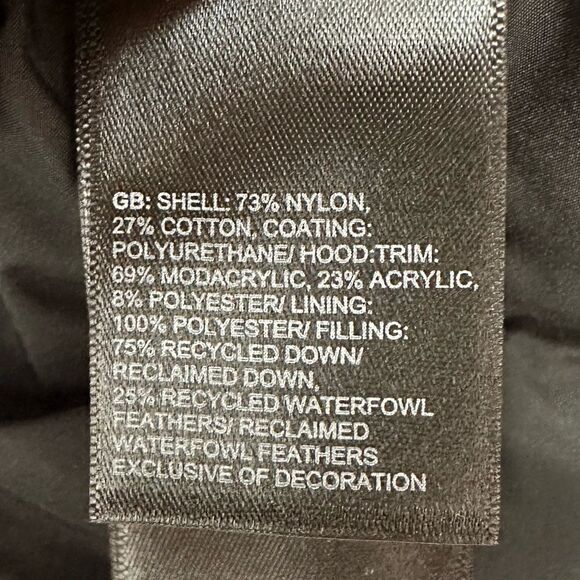 GB: SHELL: 73% NYLON,
27% COTTON, COATING:
POLYURETHANE/ HOOD:TRIM:
69% MODACRYLIC, 23% ACRYLIC,
8% POLYESTER/ LINING:
100% POLYESTER/ FILLING:
75% RECYCLED DOWN/
RECLAIMED DOWN,
25% RECYCLED WATERFOWL
FEATHERS/ RECLAIMED
WATERFOWL FEATHERS
EXCLUSIVE OF DECORATION